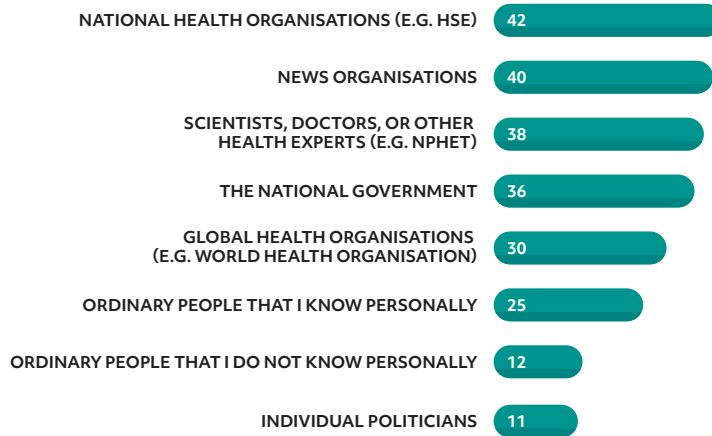 NATIONAL HEALTH ORGANISATIONS (E.G. HSE) 42
NEWS ORGANISATIONS 40
SCIENTISTS, DOCTORS, OR OTHER
HEALTH EXPERTS (E.G. NPHET) 38
THE NATIONAL GOVERNMENT 36
GLOBAL HEALTH ORGANISATIONS
(E.G. WORLD HEALTH ORGANISATION) 30
ORDINARY PEOPLE THAT I KNOW PERSONALLY 25
ORDINARY PEOPLE THAT I DO NOT KNOW PERSONALLY 12
INDIVIDUAL POLITICIANS 11